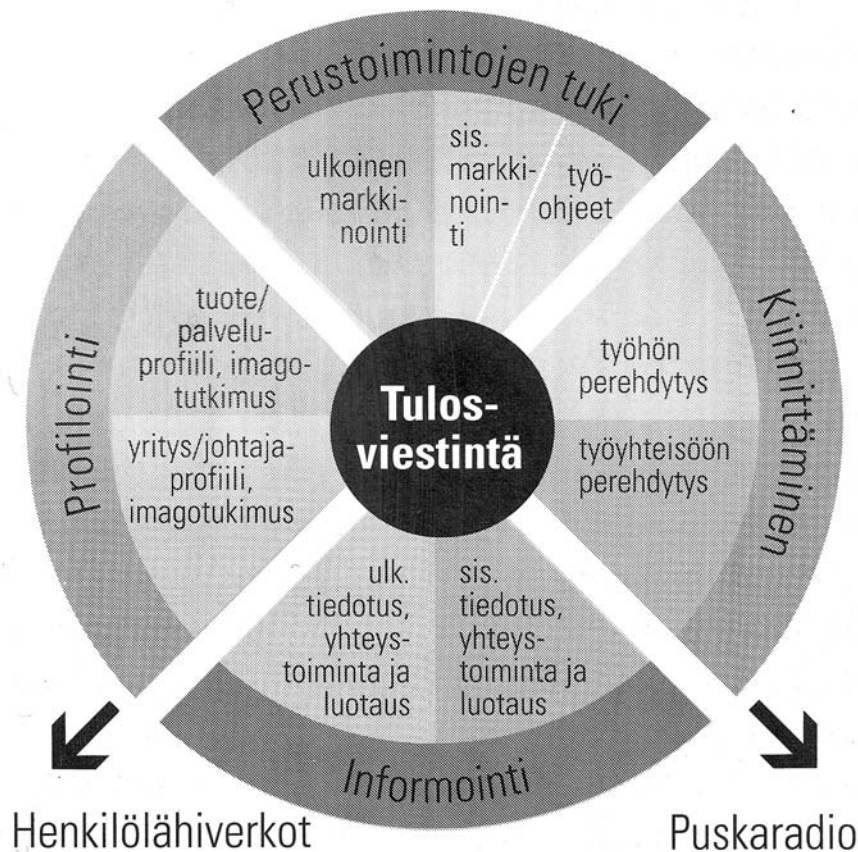 Perustoimintojen tuki
ulkoinen
markki-
nointi
sis.
markki-
noin-
ti
työ-
ohjeet
Profilointi
tuote/
palvelu-
profiili, imago-
tutkimus
yritys/johtaja-
profiili,
imagotukimus
Tulos-
viestintä
Kiinnittäminen
työhön
perehdytys
työyhteisöön
perehdytys
ulk.
tiedotus,
yhteys-
toiminta ja
luotaus
sis.
tiedotus,
yhteys-
toiminta ja
luotaus
Informointi
Henkilölähiverkot
Puskaradio